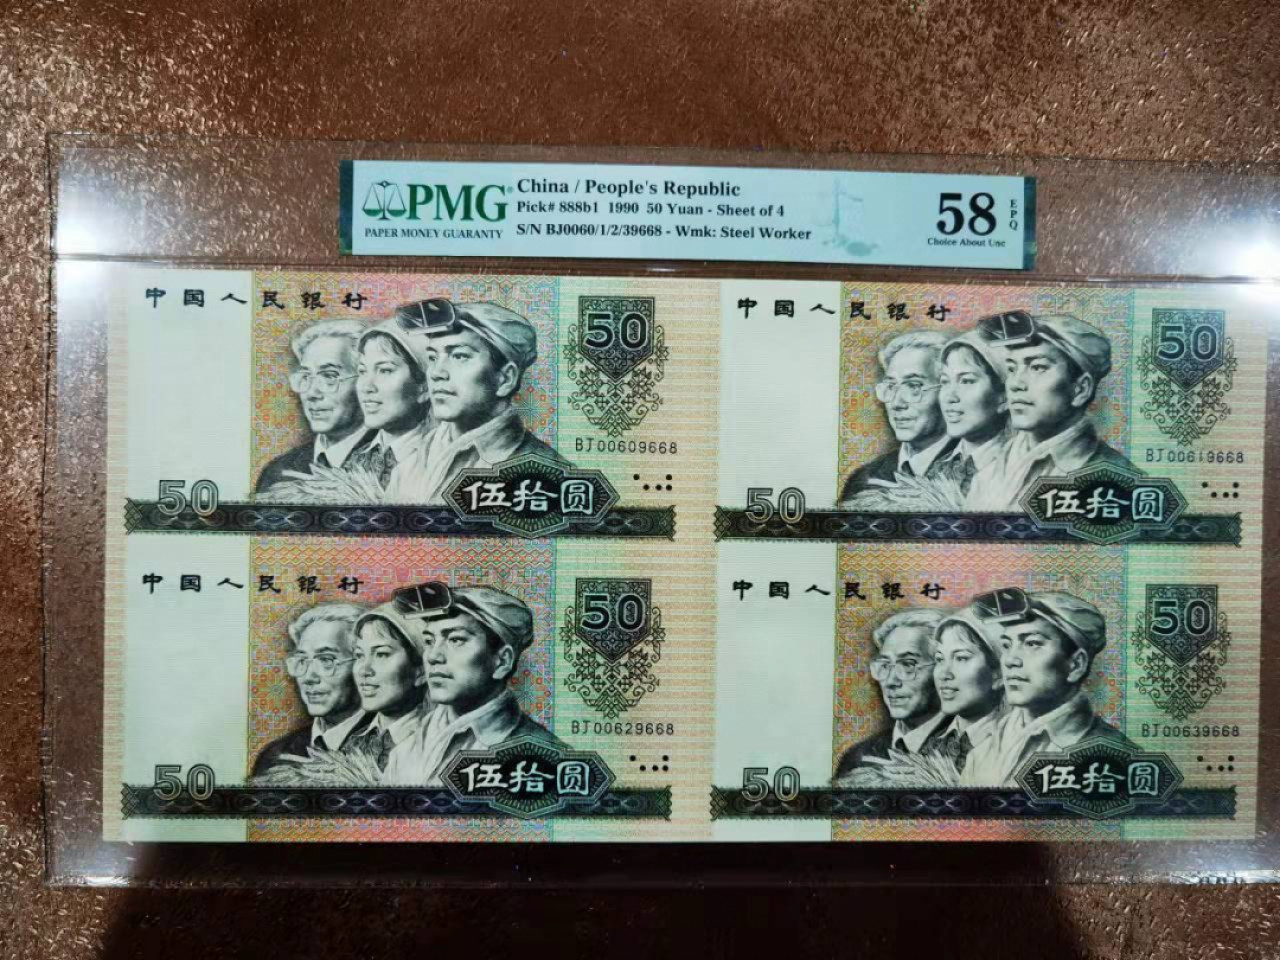 PMG
PAPER MONEY GUARANTY
China / People's Republic
Pick# 888b1 1990 50 Yuan - Sheet of 4
S/N BJ0060/1/2/39668 - Wmk: Steel Worker
58 EPQ
Choice About Unc
中国人民银行
50
BJ00609668
50
伍拾圆
中国人民银行
50
BJ00619668
50
伍拾圆
中国人民银行
50
BJ00629668
50
伍拾圆
中国人民银行
50
BJ00639668
50
伍拾圆